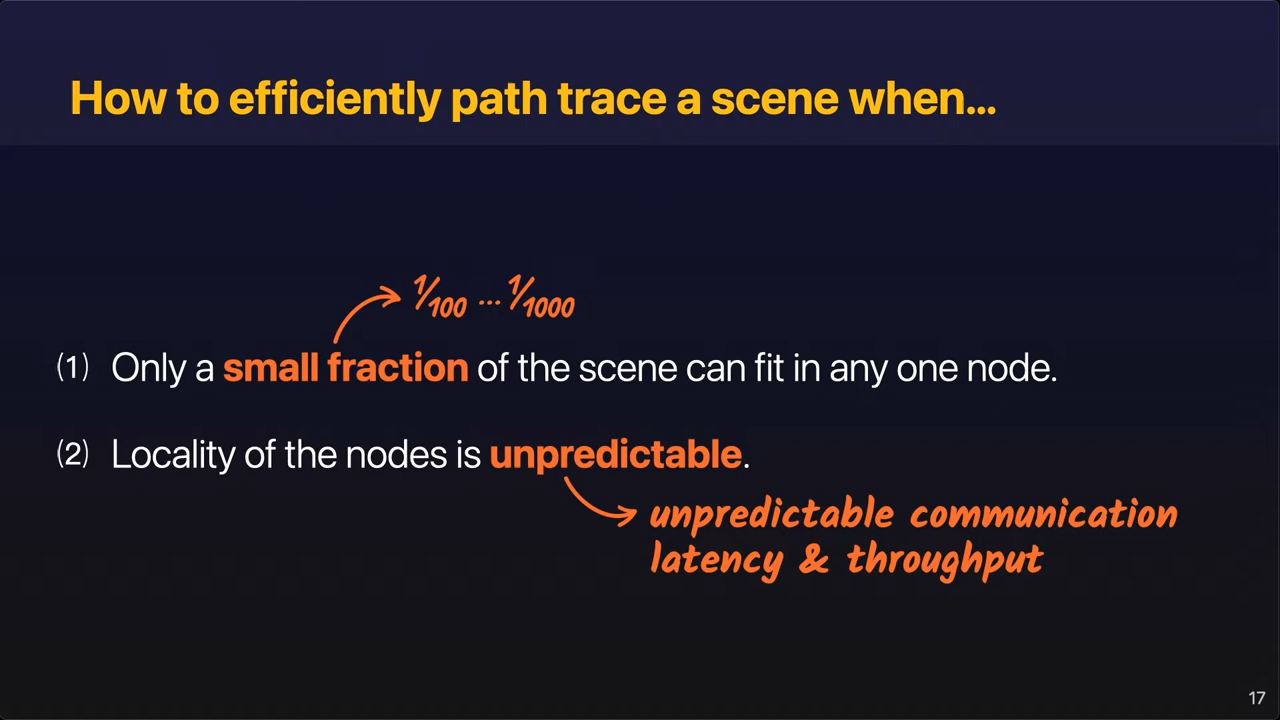 How to efficiently path trace a scene when...
1/100 ... 1/1000
(1) Only a small fraction of the scene can fit in any one node.
(2) Locality of the nodes is unpredictable.
unpredictable communication
latency & throughput
17